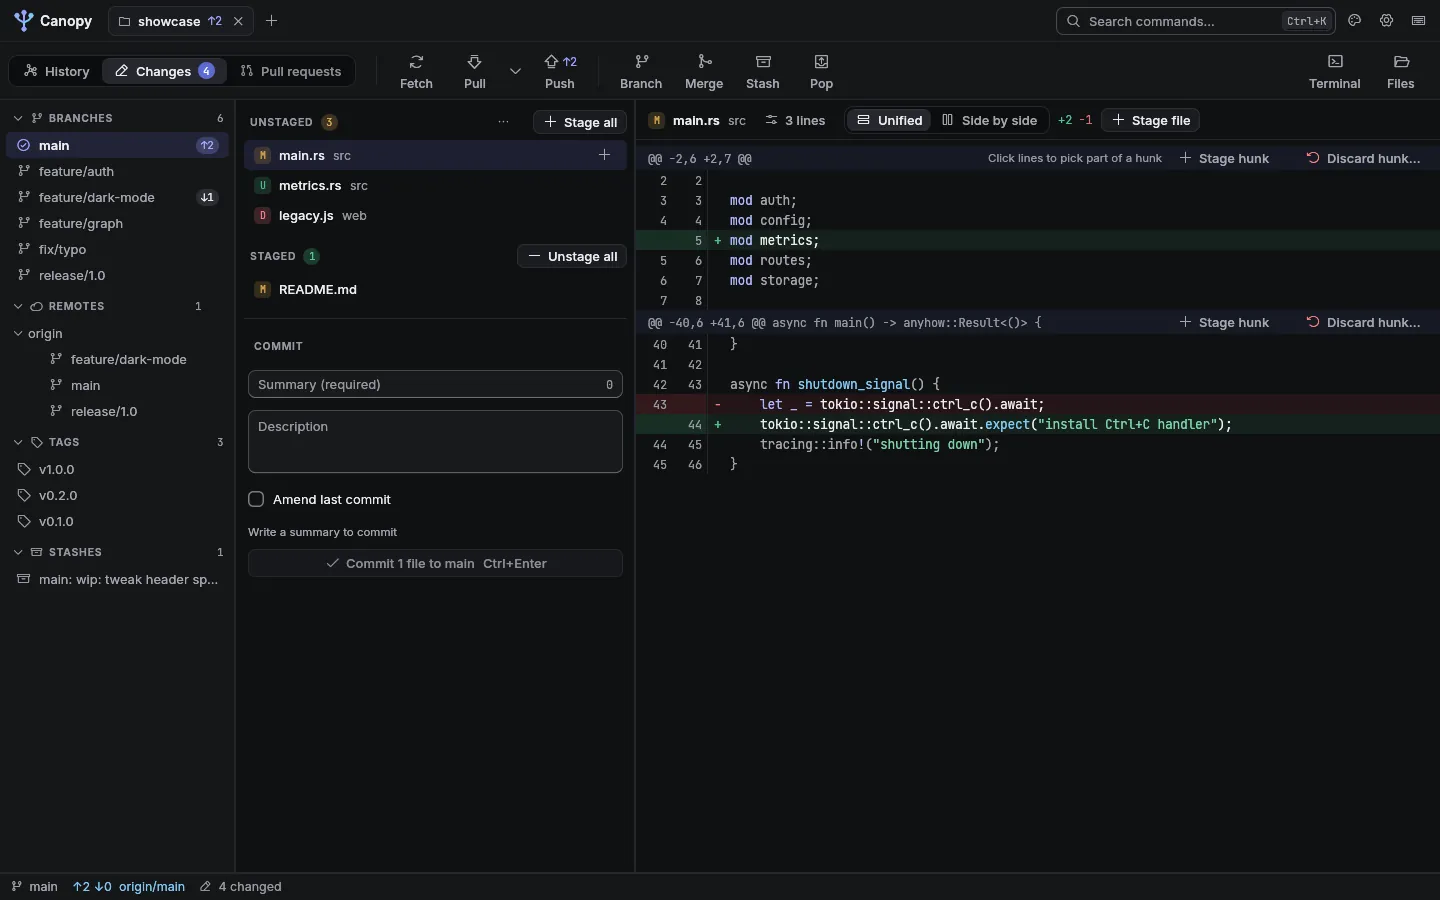 Canopy showcase ↑2 Search commands... Ctrl+K
History Changes 4 Pull requests Fetch Pull ↑2 Push Branch Merge Stash Pop Terminal Files
BRANCHES 6
main ↑2
feature/auth
feature/dark-mode ↓1
feature/graph
fix/typo
release/1.0
REMOTES 1
origin
feature/dark-mode
main
release/1.0
TAGS 3
v1.0.0
v0.2.0
v0.1.0
STASHES 1
main: wip: tweak header sp...
UNSTAGED 3 ... + Stage all
M main.rs src +
U metrics.rs src
D legacy.js web
STAGED 1 — Unstage all
M README.md
COMMIT
Summary (required) 0
Description
Amend last commit
Write a summary to commit
Commit 1 file to main Ctrl+Enter
M main.rs src 3 lines Unified Side by side +2 -1 + Stage file
@@ -2,6 +2,7 @@ Click lines to pick part of a hunk + Stage hunk Discard hunk...
2 2
3 3 mod auth;
4 4 mod config;
5 + mod metrics;
5 6 mod routes;
6 7 mod storage;
7 8
@@ -40,6 +41,6 @@ async fn main() -> anyhow::Result<()> { + Stage hunk Discard hunk...
40 41 }
41 42
42 43 async fn shutdown_signal() {
43 - let _ = tokio::signal::ctrl_c().await;
44 + tokio::signal::ctrl_c().await.expect("install Ctrl+C handler");
44 45 tracing::info!("shutting down");
45 46 }
main ↑2 ↓0 origin/main 4 changed